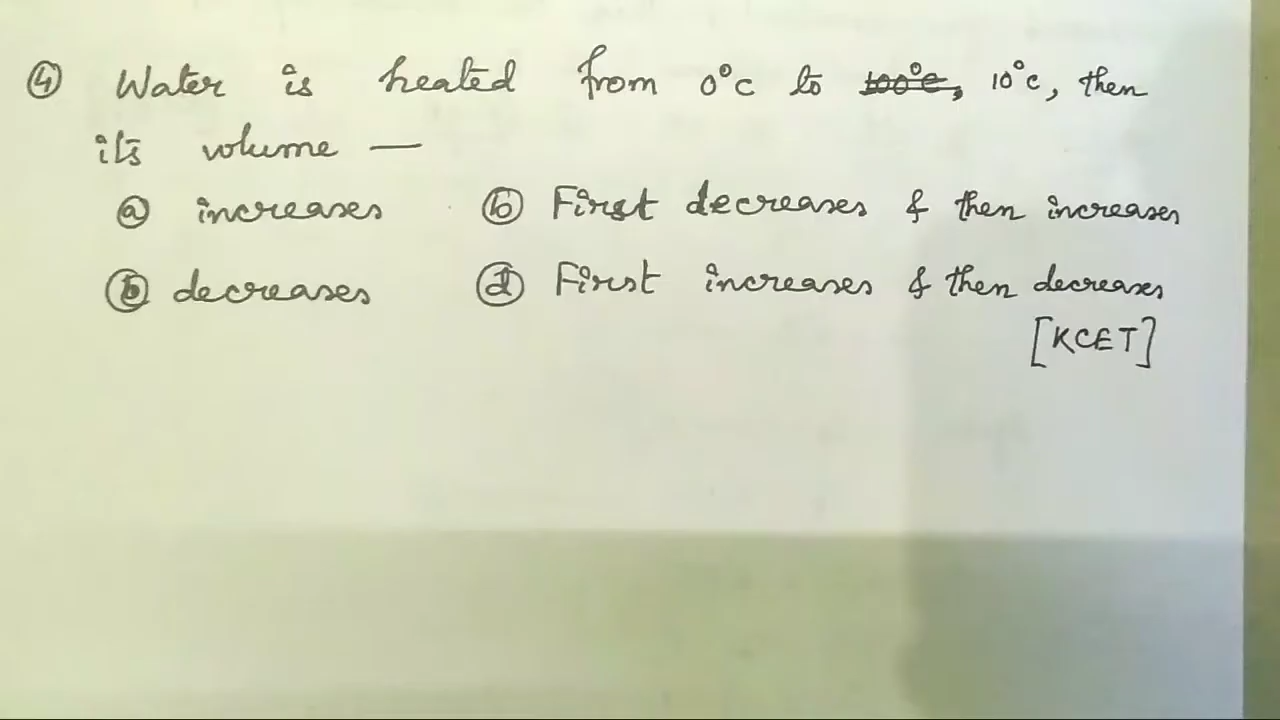 ④ Water is heated from 0°c to ~~100°c,~~ 10°c, then
its volume —
ⓐ increases ⓑ First decreases & then increases
ⓑ decreases ⓓ First increases & then decreases
[KCET]